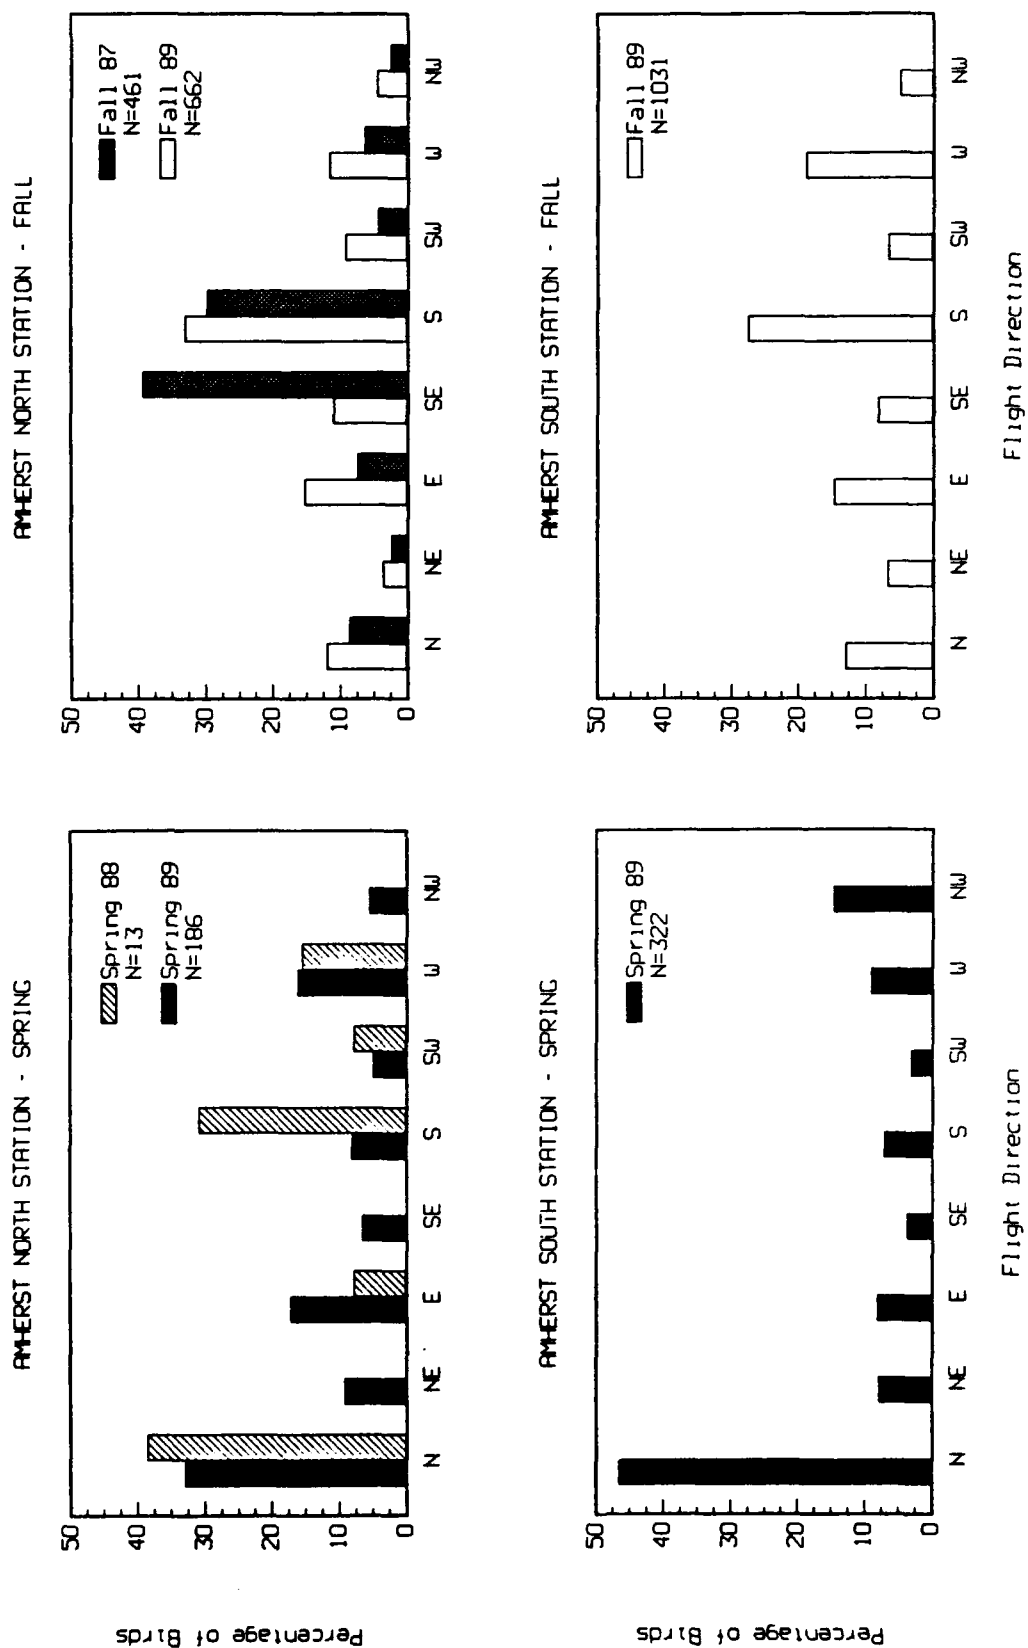 AMHERST NORTH STATION - SPRING
50
40
30
20
10
0
Spring 88
N=13
Spring 89
N=186
N NE E SE S SW W NW
AMHERST NORTH STATION - FALL
50
40
30
20
10
0
Fall 87
N=461
Fall 89
N=662
N NE E SE S SW W NW
Percentage of Birds
AMHERST SOUTH STATION - SPRING
50
40
30
20
10
0
Spring 89
N=322
N NE E SE S SW W NW
Flight Direction
Percentage of Birds
AMHERST SOUTH STATION - FALL
50
40
30
20
10
0
Fall 89
N=1031
N NE E SE S SW W NW
Flight Direction